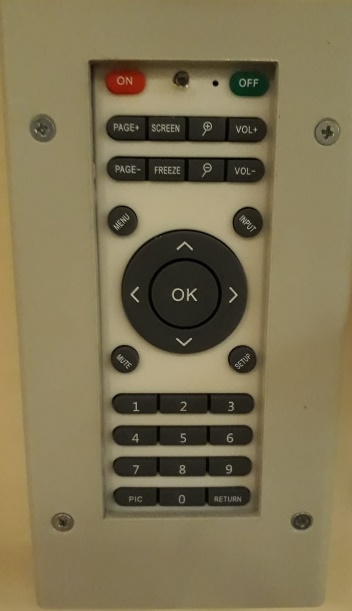 ON OFF
PAGE+ SCREEN VOL+
PAGE- FREEZE VOL-
MENU INPUT
OK
MUTE SETUP
1 2 3
4 5 6
7 8 9
PIC 0 RETURN